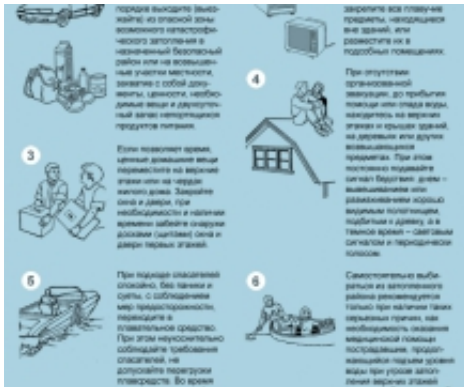 порядке выходите (выез-
жайте) из опасной зоны
возможного катастрофи-
ческого затопления в
назначенный безопасный
район или на возвышен-
ные участки местности,
захватив с собой доку-
менты, ценности, необхо-
димые вещи и двухсуточ-
ный запас непортящихся
продуктов питания.
3
Если позволяет время,
ценные домашние вещи
переместите на верхние
этажи или на чердак
жилого дома. Закройте
окна и двери, при
необходимости и наличии
времени забейте снаружи
досками (щитами) окна и
двери первых этажей.
5
При подходе спасателей
спокойно, без паники и
суеты, с соблюдением
мер предосторожности,
переходите в
плавательное средство.
При этом неукоснительно
соблюдайте требования
спасателей, не
допускайте перегрузки
плавсредств. Во время
закрепите все плавучие
предметы, находящиеся
вне зданий, или
разместите их в
подсобных помещениях.
4
При отсутствии
организованной
эвакуации, до прибытия
помощи или спада воды,
находитесь на верхних
этажах и крышах зданий,
на деревьях или других
возвышающихся
предметах. При этом
постоянно подавайте
сигнал бедствия: днем –
вывешиванием или
размахиванием хорошо
видимым полотнищем,
подбитым к древку, а в
темное время – световым
сигналом и периодически
голосом.
6
Самостоятельно выби-
раться из затопленного
района рекомендуется
только при наличии таких
серьезных причин, как
необходимость оказания
медицинской помощи
пострадавшим, продол-
жающийся подъем уровня
воды при угрозе затоп-
ления верхних этажей